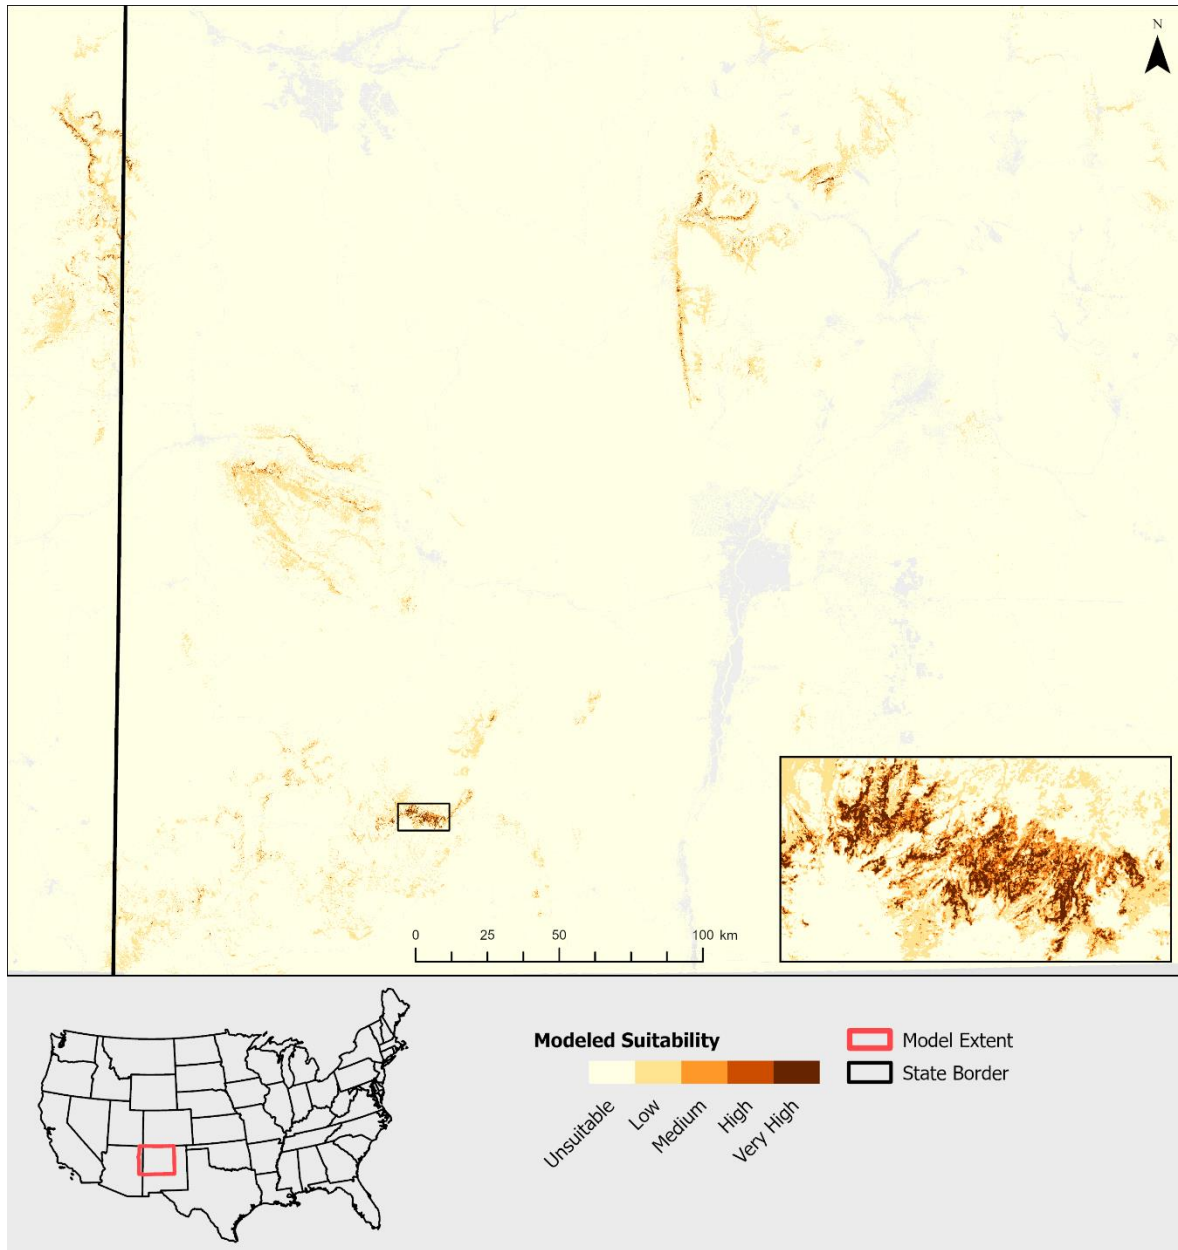 N
0 25 50 100 km
Modeled Suitability
Unsuitable
Low
Medium
High
Very High
Model Extent
State Border